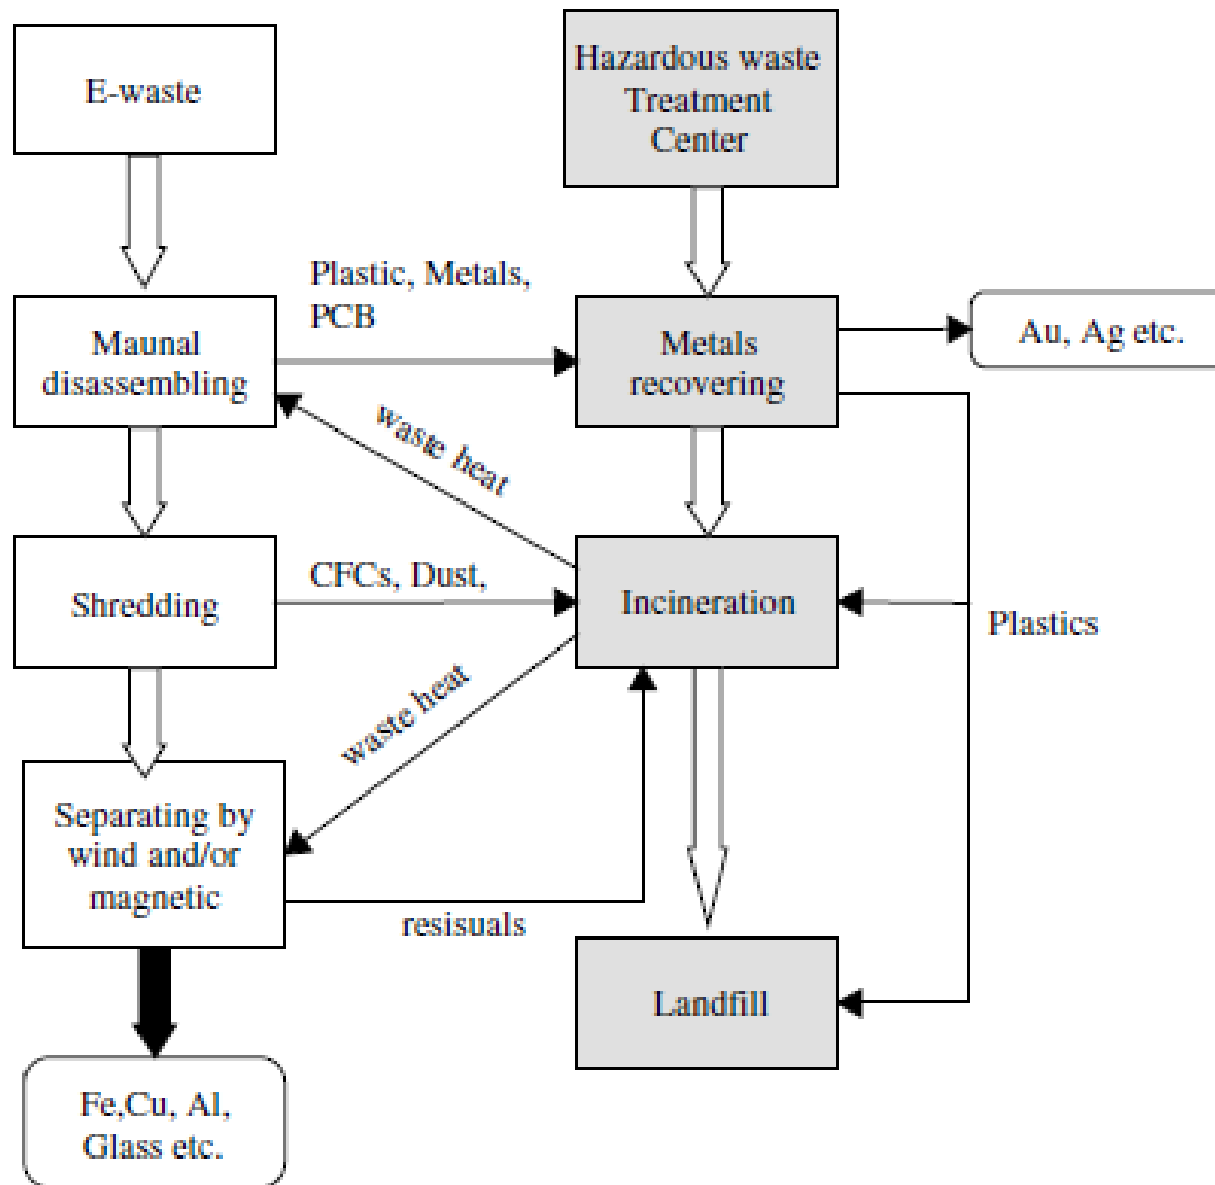 E-waste
Hazardous waste
Treatment
Center
Plastic, Metals,
PCB
Maunal
disassembling
Metals
recovering
Au, Ag etc.
waste heat
Shredding
CFCs, Dust,
Incineration
Plastics
waste heat
Separating by
wind and/or
magnetic
resisuals
Landfill
Fe,Cu, Al,
Glass etc.